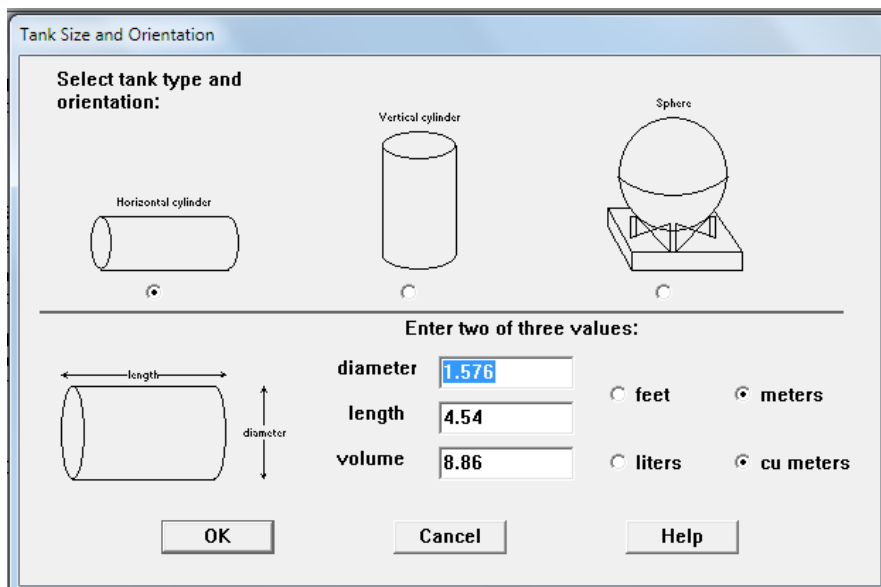 Tank Size and Orientation
Select tank type and
orientation:
Vertical cylinder
Sphere
Horizontal cylinder
Enter two of three values:
length
diameter
diameter 1.576
length 4.54
volume 8.86
feet meters
liters cu meters
OK Cancel Help